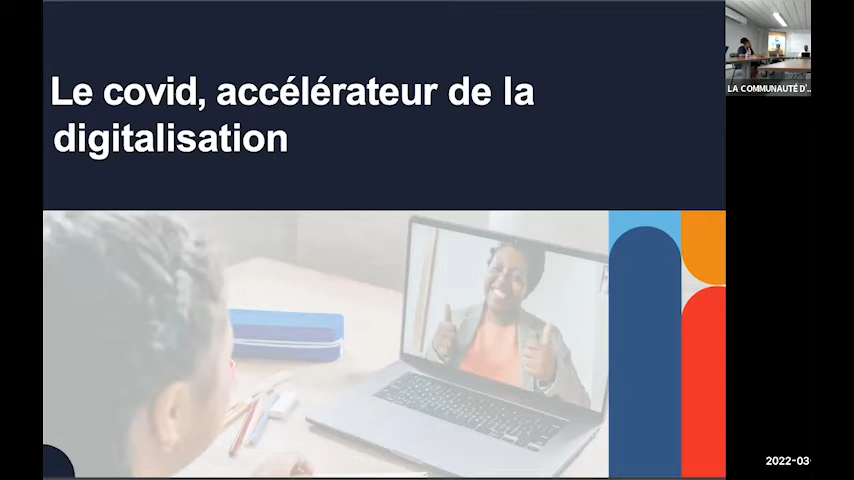 Le covid, accélérateur de la
digitalisation
LA COMMUNAUTÉ D'...
2022-03-